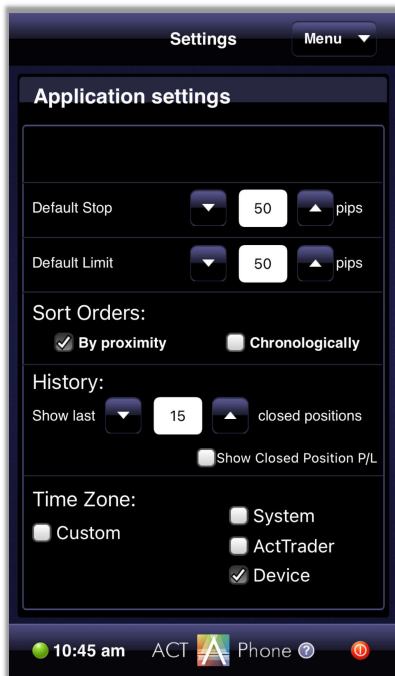 Settings
Menu
Application settings
Default Stop 50 pips
Default Limit 50 pips
Sort Orders:
By proximity Chronologically
History:
Show last 15 closed positions
Show Closed Position P/L
Time Zone:
System
Custom
ActTrader
Device
10:45 am ACT Phone ?